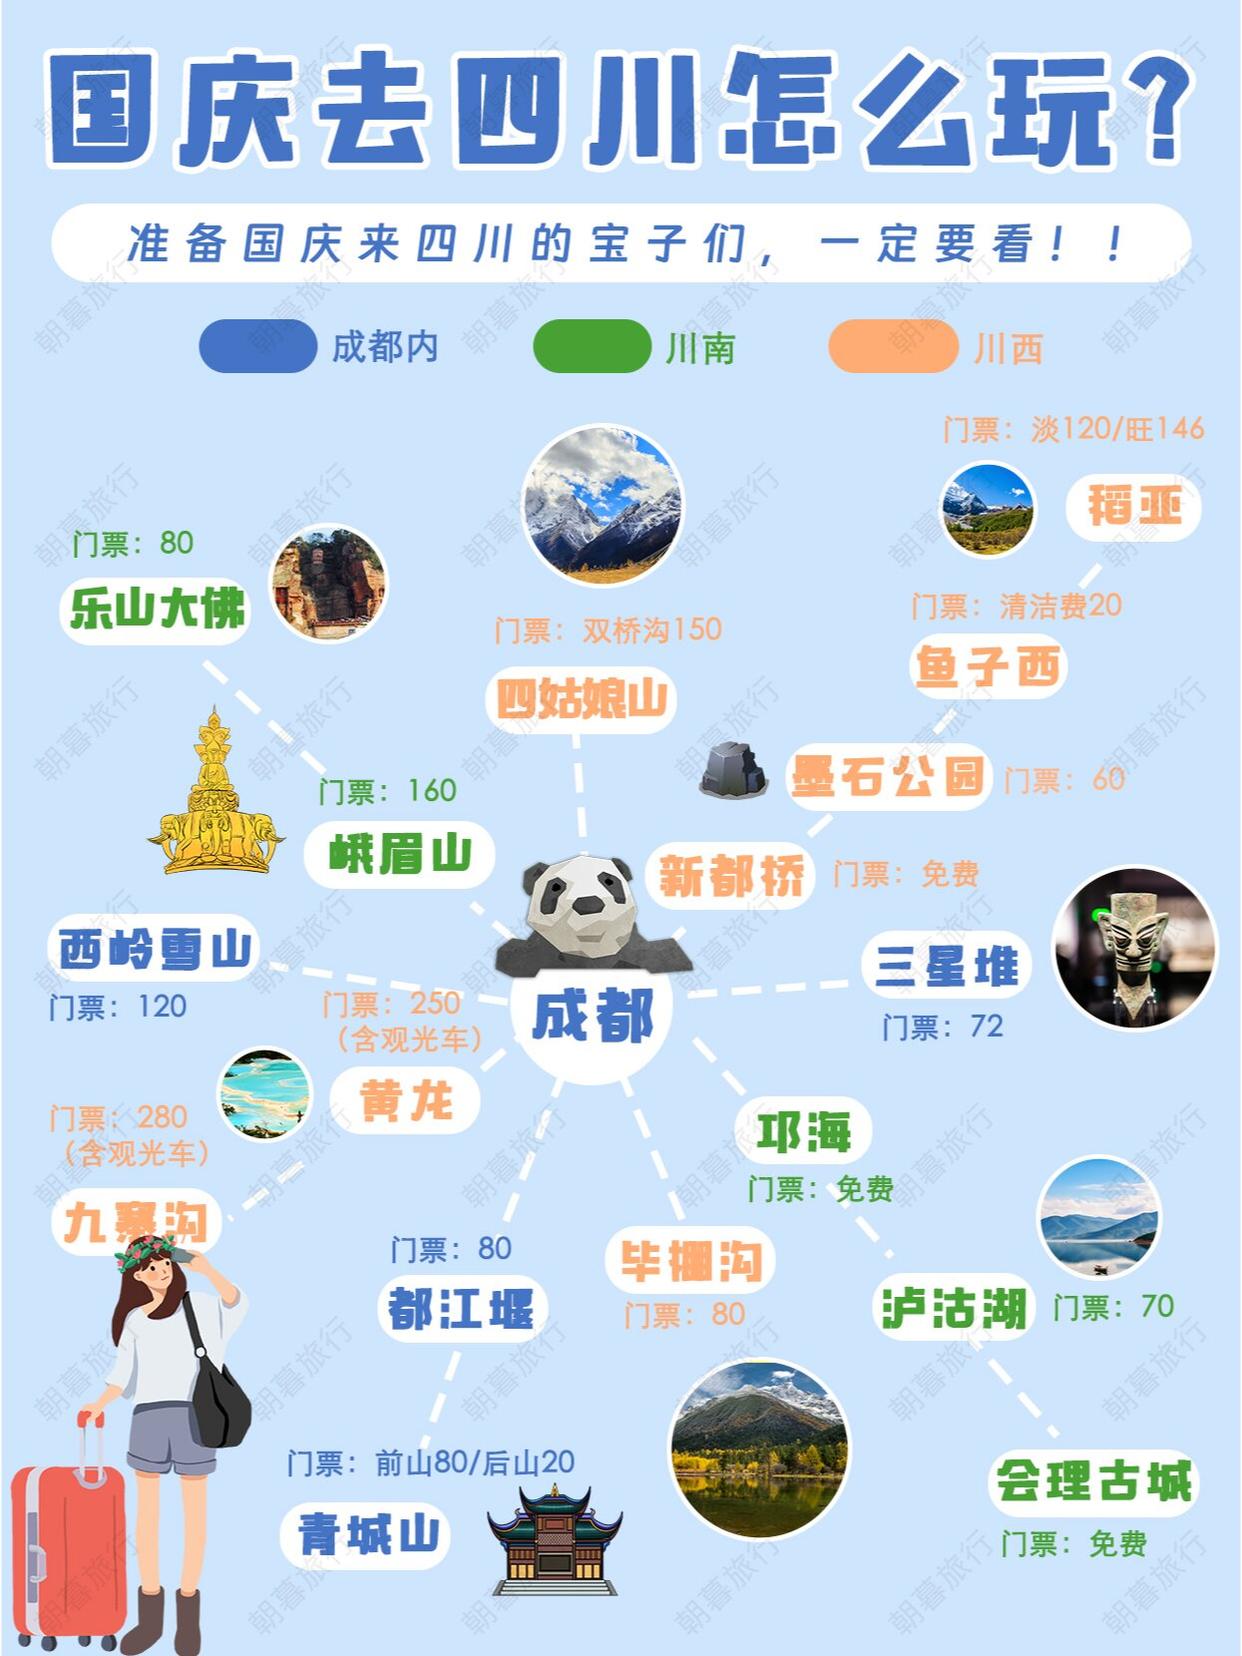 国庆去四川怎么玩?
准备国庆来四川的宝子们，一定要看！！
成都内 川南 川西
门票：淡120/旺146
稻亚
门票：80
乐山大佛
门票：清洁费20
鱼子西
门票：双桥沟150
四姑娘山
墨石公园 门票：60
门票：160
峨眉山
新都桥 门票：免费
西岭雪山
门票：120
三星堆
门票：72
成都
门票：250
（含观光车）
黄龙
门票：280
（含观光车）
九寨沟
邛海
门票：免费
门票：80
都江堰
毕棚沟
门票：80
泸沽湖 门票：70
门票：前山80/后山20
青城山
会理古城
门票：免费
朝暮旅行